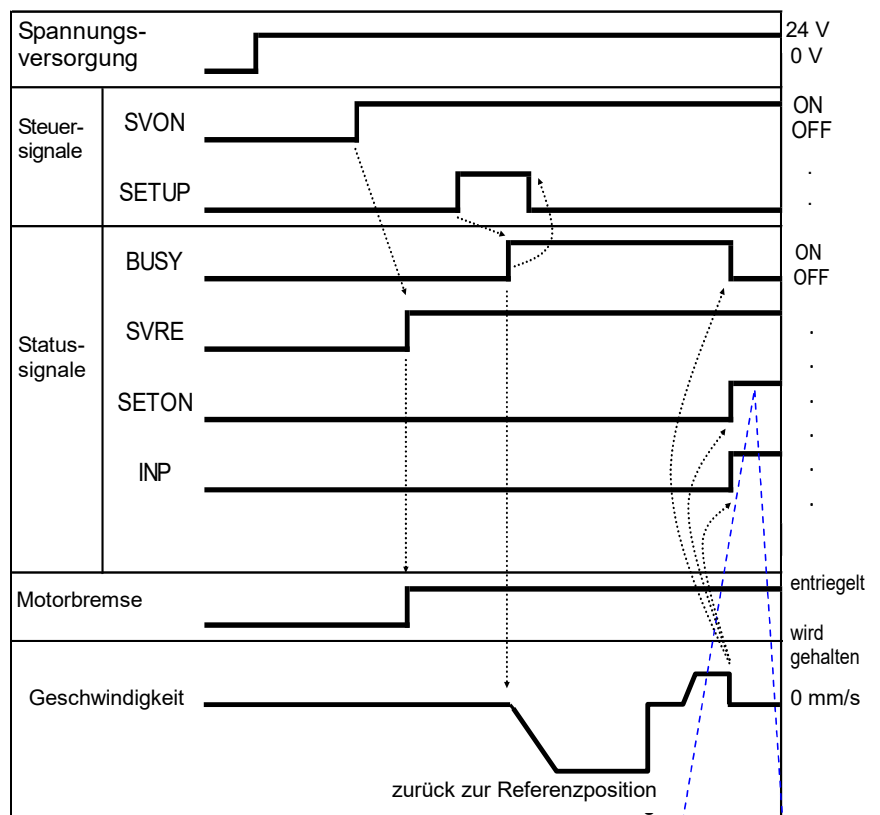 Spannungs-
versorgung
24 V
0 V
Steuer-
signale
SVON
ON
OFF
SETUP
.
.
Status-
signale
BUSY
ON
OFF
SVRE
.
.
SETON
.
.
INP
.
.
Motorbremse
entriegelt
wird
gehalten
Geschwindigkeit
0 mm/s
zurück zur Referenzposition